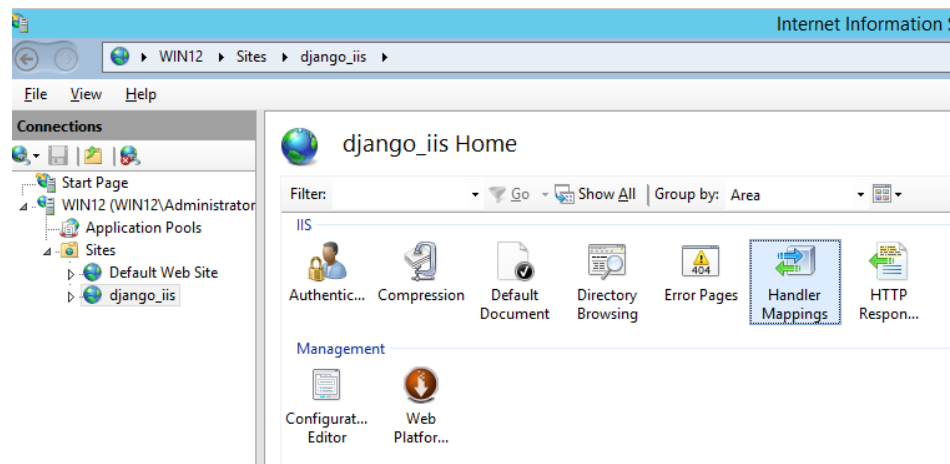 Internet Information S
WIN12 Sites django_iis
File View Help
Connections
Start Page
WIN12 (WIN12\Administrator
Application Pools
Sites
Default Web Site
django_iis
django_iis Home
Filter: Go Show All Group by: Area
IIS
Authentic... Compression Default Document Directory Browsing Error Pages 404 Handler Mappings HTTP Respon...
Management
Configurat... Editor Web Platfor...